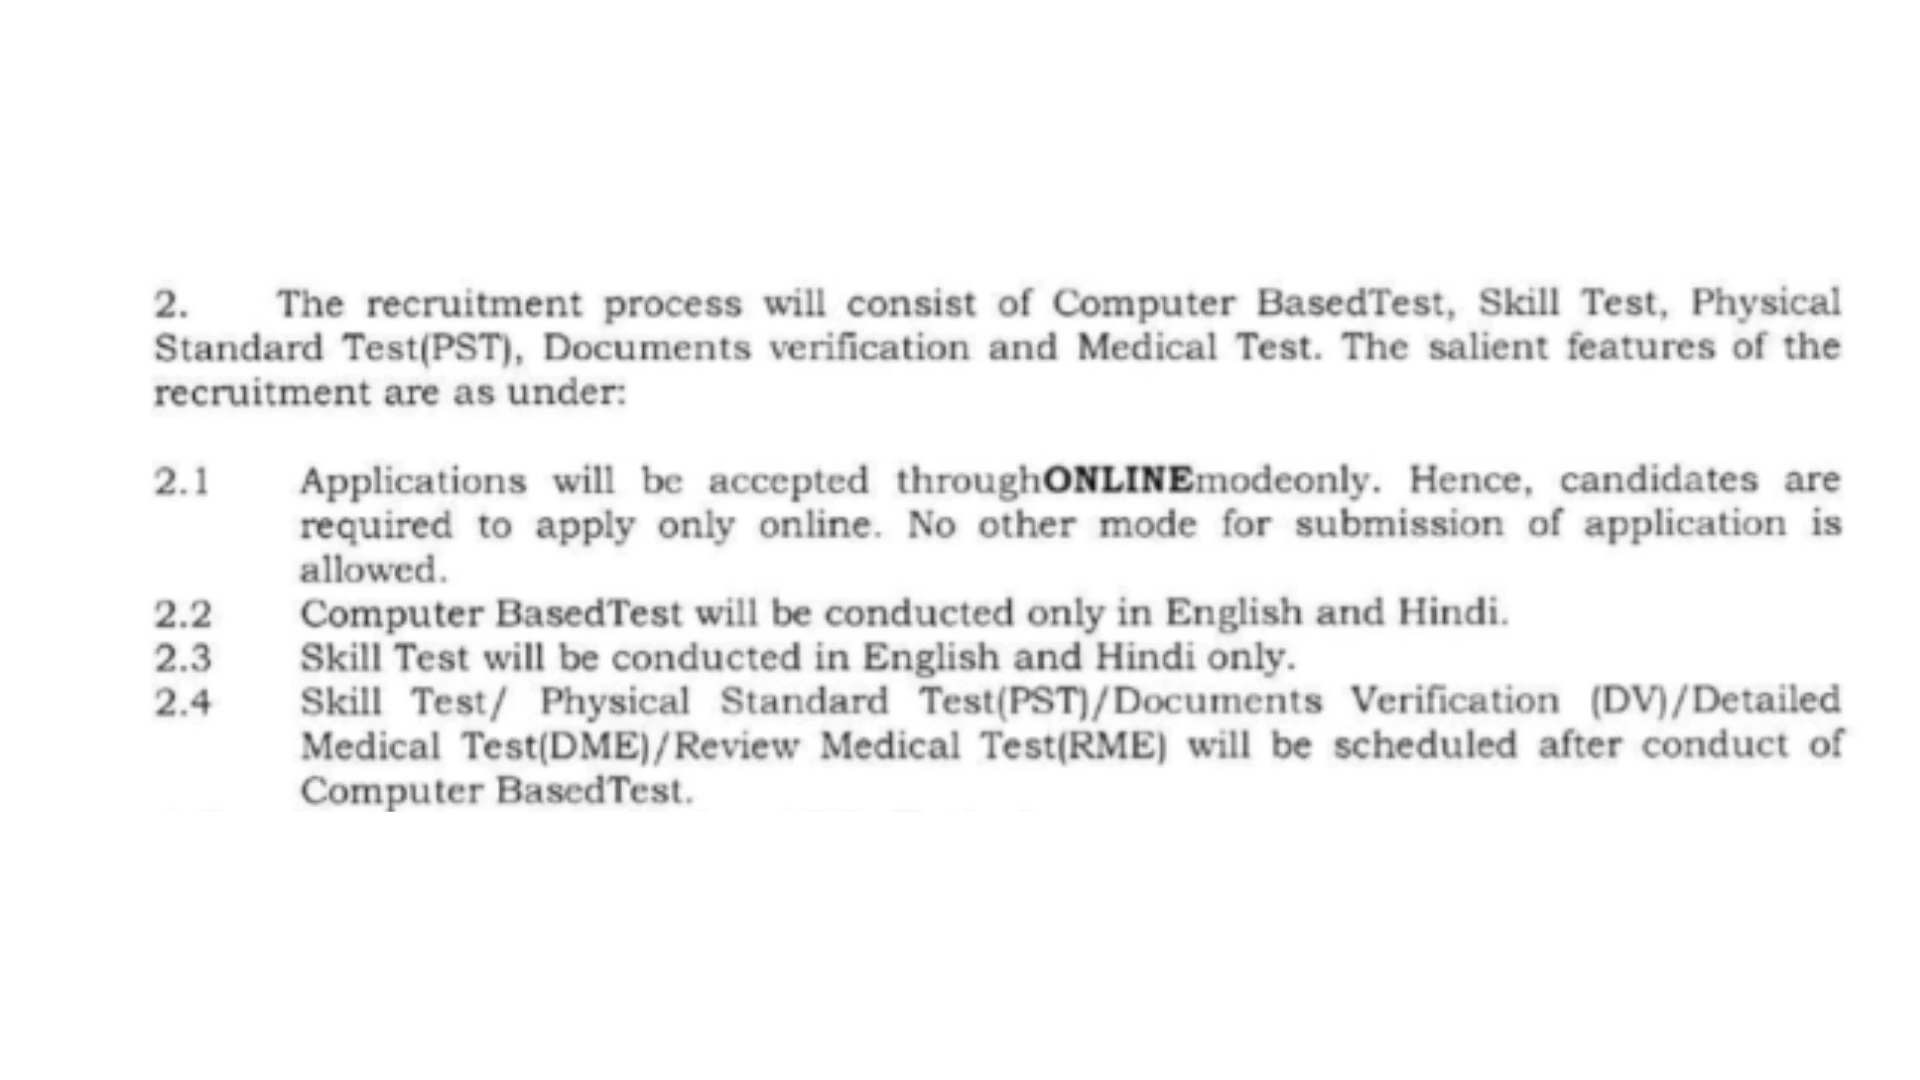 2. The recruitment process will consist of Computer BasedTest, Skill Test, Physical
Standard Test(PST), Documents verification and Medical Test. The salient features of the
recruitment are as under:
2.1 Applications will be accepted throughONLINEmodeonly. Hence, candidates are
required to apply only online. No other mode for submission of application is
allowed.
2.2 Computer BasedTest will be conducted only in English and Hindi.
2.3 Skill Test will be conducted in English and Hindi only.
2.4 Skill Test/ Physical Standard Test(PST)/Documents Verification (DV)/Detailed
Medical Test(DME)/Review Medical Test(RME) will be scheduled after conduct of
Computer BasedTest.